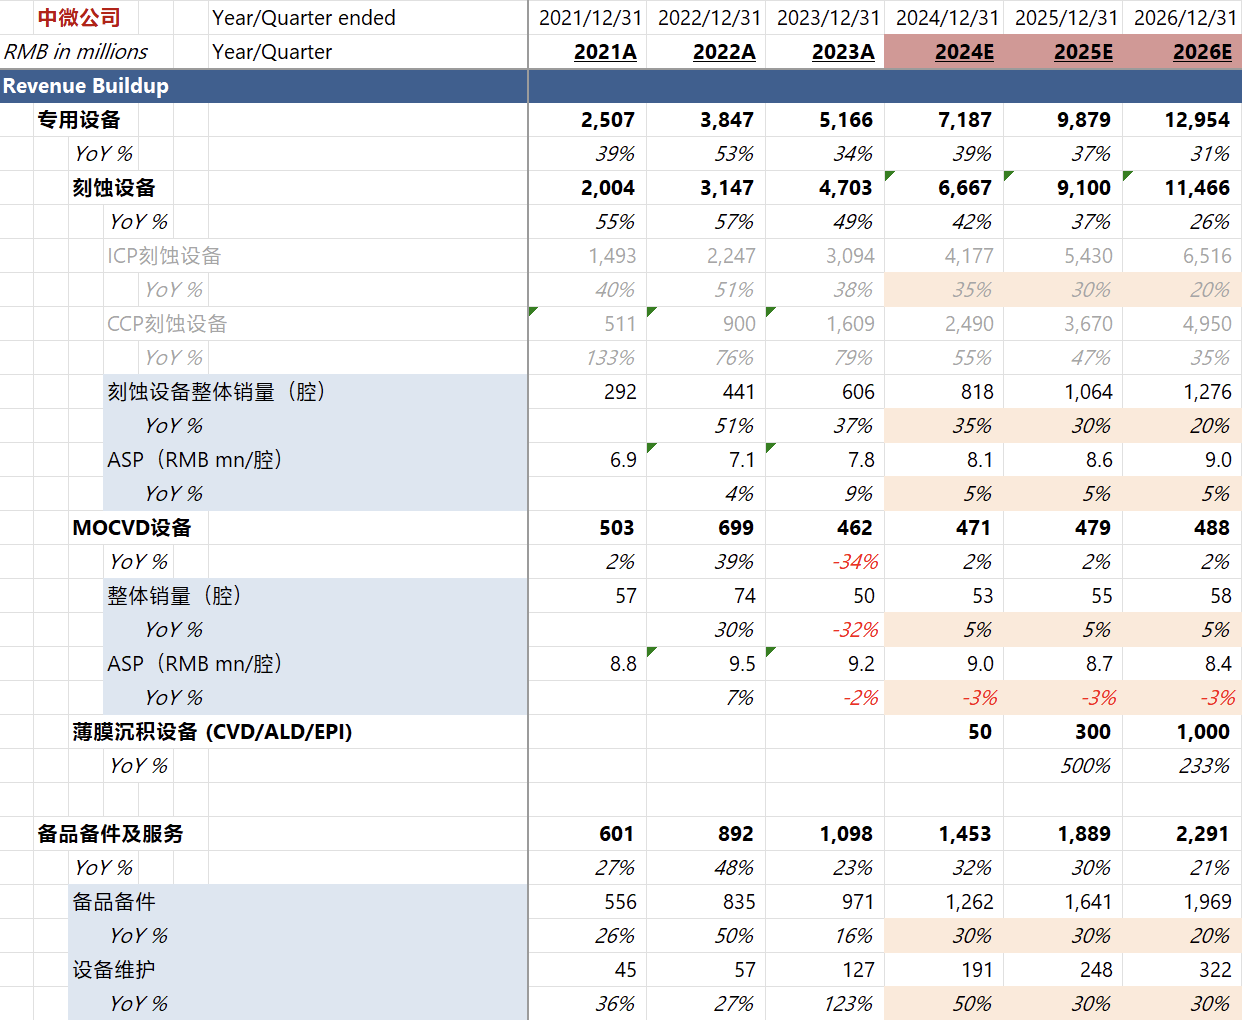 中微公司 Year/Quarter ended 2021/12/31 2022/12/31 2023/12/31 2024/12/31 2025/12/31 2026/12/31
RMB in millions Year/Quarter 2021A 2022A 2023A 2024E 2025E 2026E
Revenue Buildup
专用设备 2,507 3,847 5,166 7,187 9,879 12,954
YoY % 39% 53% 34% 39% 37% 31%
刻蚀设备 2,004 3,147 4,703 6,667 9,100 11,466
YoY % 55% 57% 49% 42% 37% 26%
ICP刻蚀设备 1,493 2,247 3,094 4,177 5,430 6,516
YoY % 40% 51% 38% 35% 30% 20%
CCP刻蚀设备 511 900 1,609 2,490 3,670 4,950
YoY % 133% 76% 79% 55% 47% 35%
刻蚀设备整体销量（腔） 292 441 606 818 1,064 1,276
YoY % 51% 37% 35% 30% 20%
ASP（RMB mn/腔） 6.9 7.1 7.8 8.1 8.6 9.0
YoY % 4% 9% 5% 5% 5%
MOCVD设备 503 699 462 471 479 488
YoY % 2% 39% -34% 2% 2% 2%
整体销量（腔） 57 74 50 53 55 58
YoY % 30% -32% 5% 5% 5%
ASP（RMB mn/腔） 8.8 9.5 9.2 9.0 8.7 8.4
YoY % 7% -2% -3% -3% -3%
薄膜沉积设备 (CVD/ALD/EPI) 50 300 1,000
YoY % 500% 233%
备品备件及服务 601 892 1,098 1,453 1,889 2,291
YoY % 27% 48% 23% 32% 30% 21%
备品备件 556 835 971 1,262 1,641 1,969
YoY % 26% 50% 16% 30% 30% 20%
设备维护 45 57 127 191 248 322
YoY % 36% 27% 123% 50% 30% 30%